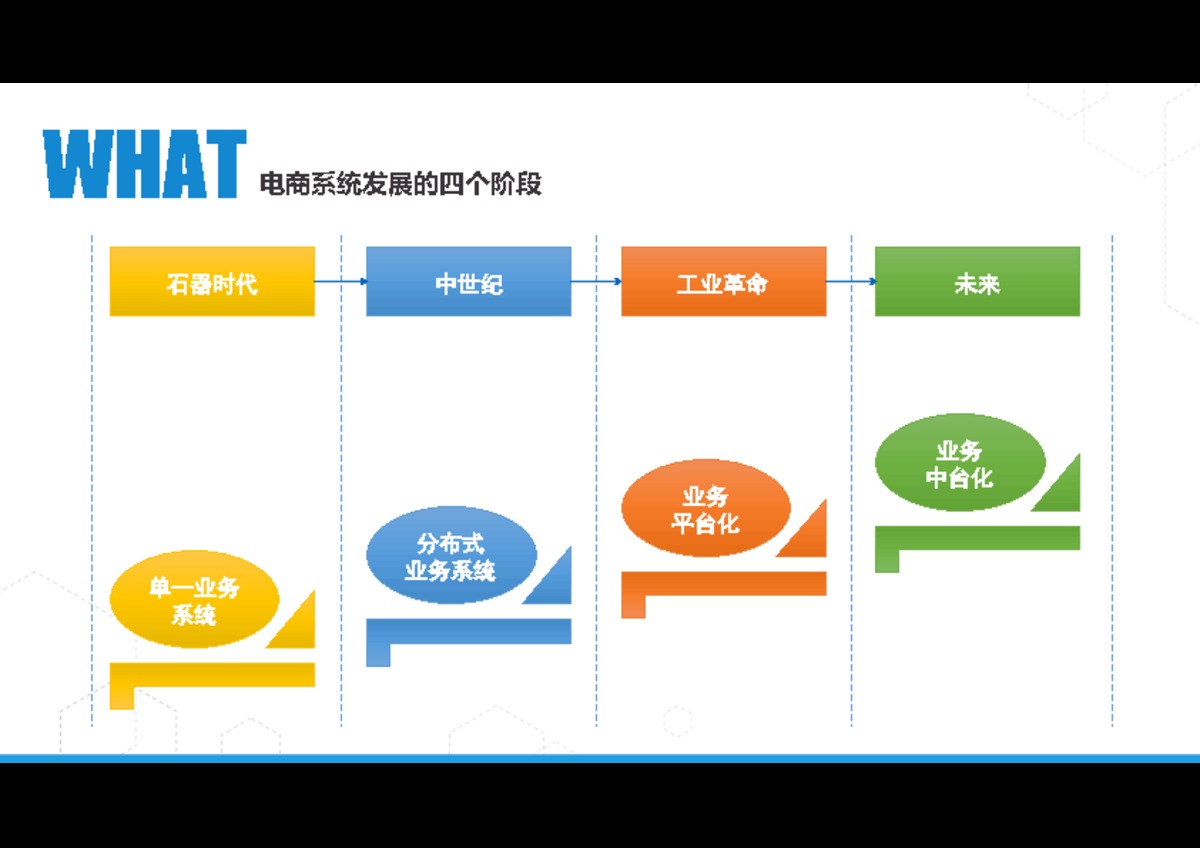 WHAT 电商系统发展的四个阶段
石器时代
中世纪
工业革命
未来
单一业务
系统
分布式
业务系统
业务
平台化
业务
中台化